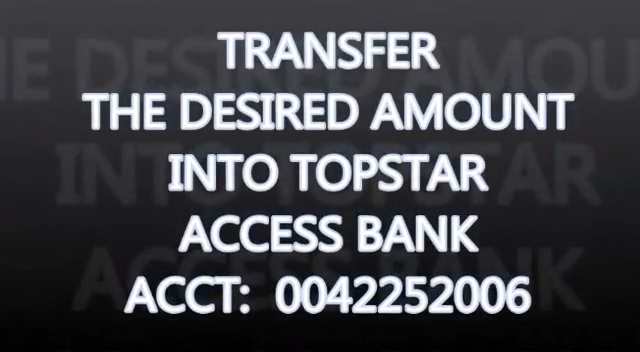 TRANSFER
THE DESIRED AMOUNT
INTO TOPSTAR
ACCESS BANK
ACCT: 0042252006